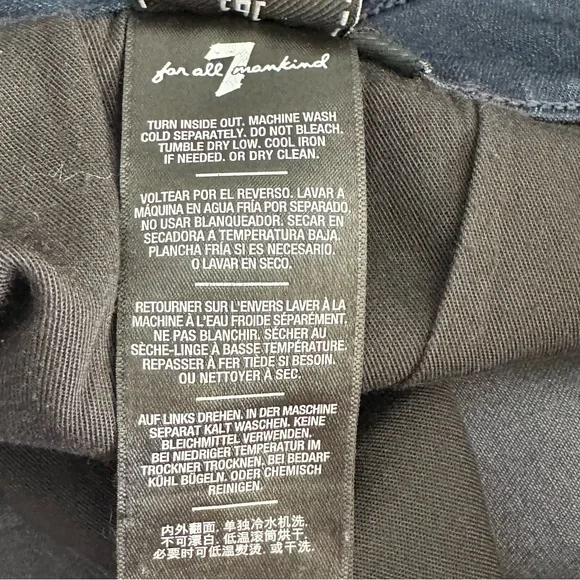 7
for all mankind
TURN INSIDE OUT. MACHINE WASH
COLD SEPARATELY. DO NOT BLEACH.
TUMBLE DRY LOW. COOL IRON
IF NEEDED. OR DRY CLEAN.
VOLTEAR POR EL REVERSO. LAVAR A
MÁQUINA EN AGUA FRÍA POR SEPARADO.
NO USAR BLANQUEADOR. SECAR EN
SECADORA A TEMPERATURA BAJA.
PLANCHA FRÍA SI ES NECESARIO.
O LAVAR EN SECO.
RETOURNER SUR L'ENVERS LAVER À LA
MACHINE À L'EAU FROIDE SÉPARÉMENT.
NE PAS BLANCHIR. SÉCHER AU
SÈCHE-LINGE À BASSE TEMPÉRATURE.
REPASSER À FER TIÈDE SI BESOIN.
OU NETTOYER À SEC.
AUF LINKS DREHEN. IN DER MASCHINE
SEPARAT KALT WASCHEN. KEINE
BLEICHMITTEL VERWENDEN.
BEI NIEDRIGER TEMPERATUR IM
TROCKNER TROCKNEN. BEI BEDARF
KÜHL BÜGELN. ODER CHEMISCH
REINIGEN.
内外翻面. 单独冷水机洗.
不可漂白. 低温滚筒烘干.
必要时可低温熨烫. 或干洗.